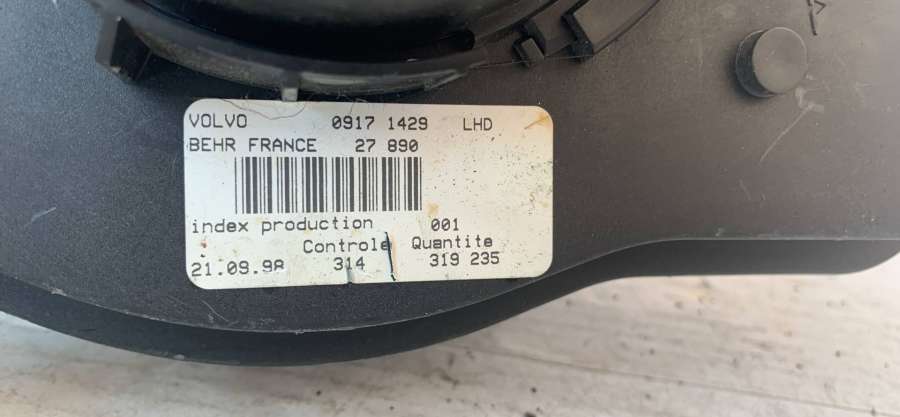 VOLVO 0917 1429 LHD
BEHR FRANCE 27 890
index production 001
Controle Quantite
21.09.98 314 319 235